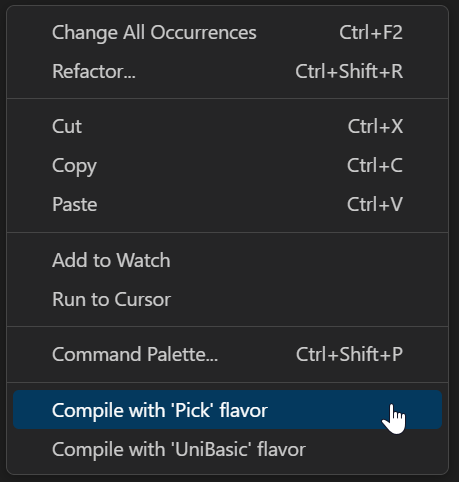 Change All Occurrences Ctrl+F2
Refactor... Ctrl+Shift+R
Cut Ctrl+X
Copy Ctrl+C
Paste Ctrl+V
Add to Watch
Run to Cursor
Command Palette... Ctrl+Shift+P
Compile with 'Pick' flavor
Compile with 'UniBasic' flavor